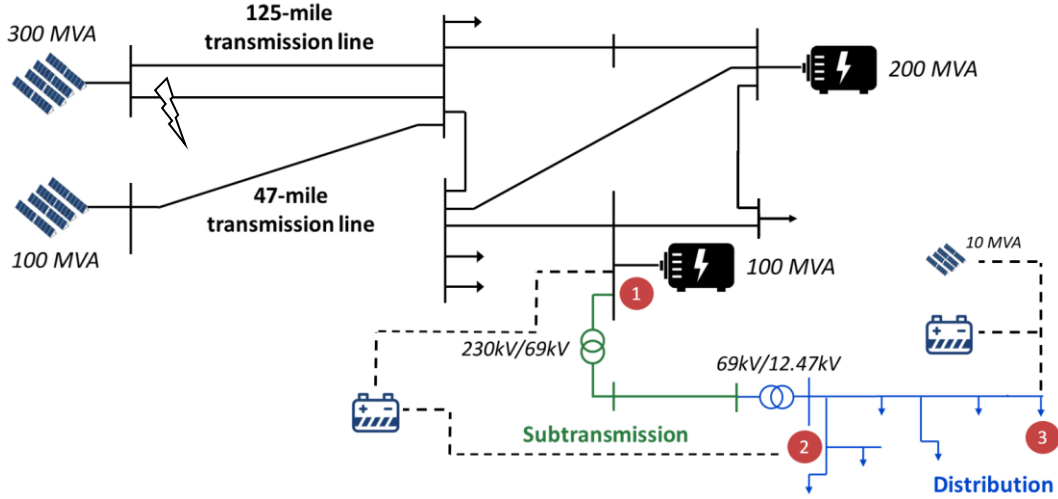 125-mile
transmission line
300 MVA
200 MVA
47-mile
transmission line
100 MVA
10 MVA
100 MVA
1
230kV/69kV
69kV/12.47kV
Subtransmission
2
3
Distribution